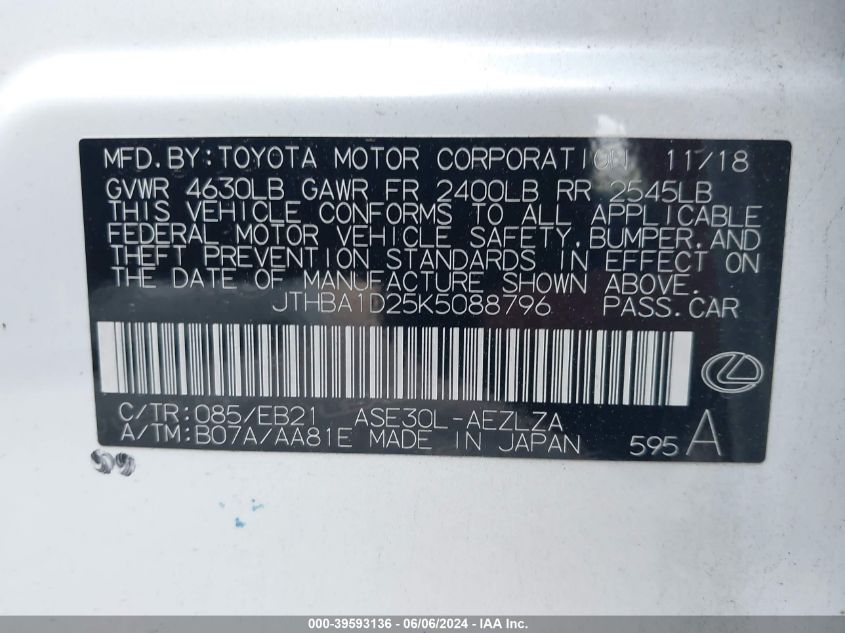 MFD.BY:TOYOTA MOTOR CORPORATION 11/18
GVWR 4630LB GAWR FR 2400LB RR 2545LB
THIS VEHICLE CONFORMS TO ALL APPLICABLE
FEDERAL MOTOR VEHICLE SAFETY,BUMPER,AND
THEFT PREVENTION STANDARDS IN EFFECT ON
THE DATE OF MANUFACTURE SHOWN ABOVE.
JTHBA1D25K5088796 PASS.CAR
C/TR:085/EB21 ASE30L-AEZLZA
A/TM:B07A/AA81E MADE IN JAPAN 595 A
000-39593136 - 06/06/2024 - IAA Inc.